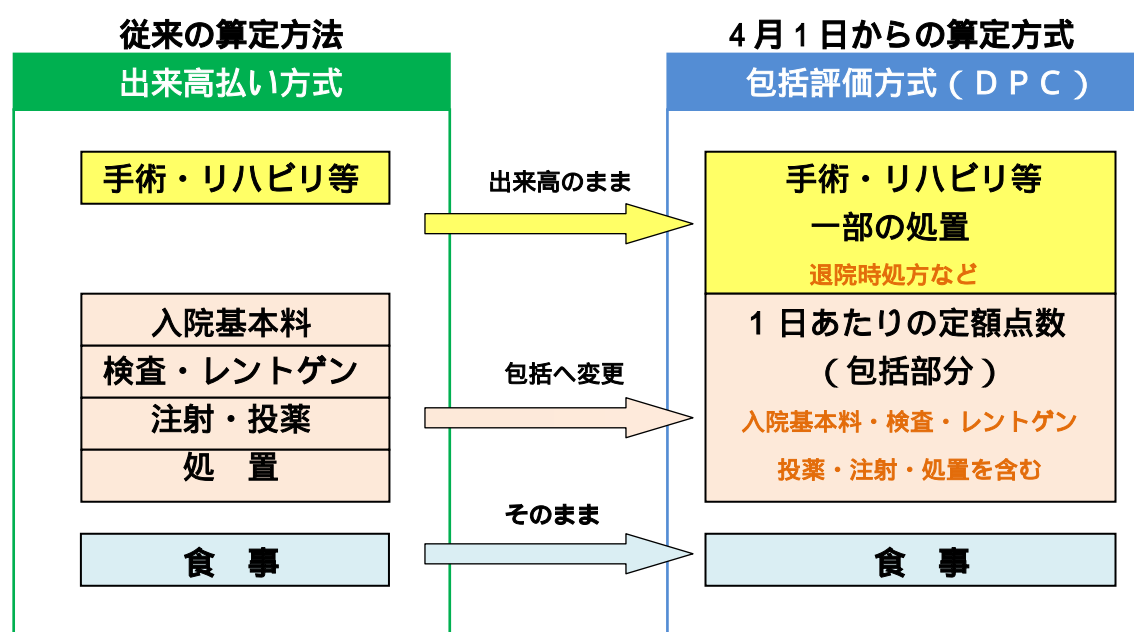 従来の算定方法
出来高払い方式
手術・リハビリ等
入院基本料
検査・レントゲン
注射・投薬
処　置
食　事
出来高のまま
包括へ変更
そのまま
４月１日からの算定方式
包括評価方式（ＤＰＣ）
手術・リハビリ等
一部の処置
退院時処方など
１日あたりの定額点数
（包括部分）
入院基本料・検査・レントゲン
投薬・注射・処置を含む
食　事